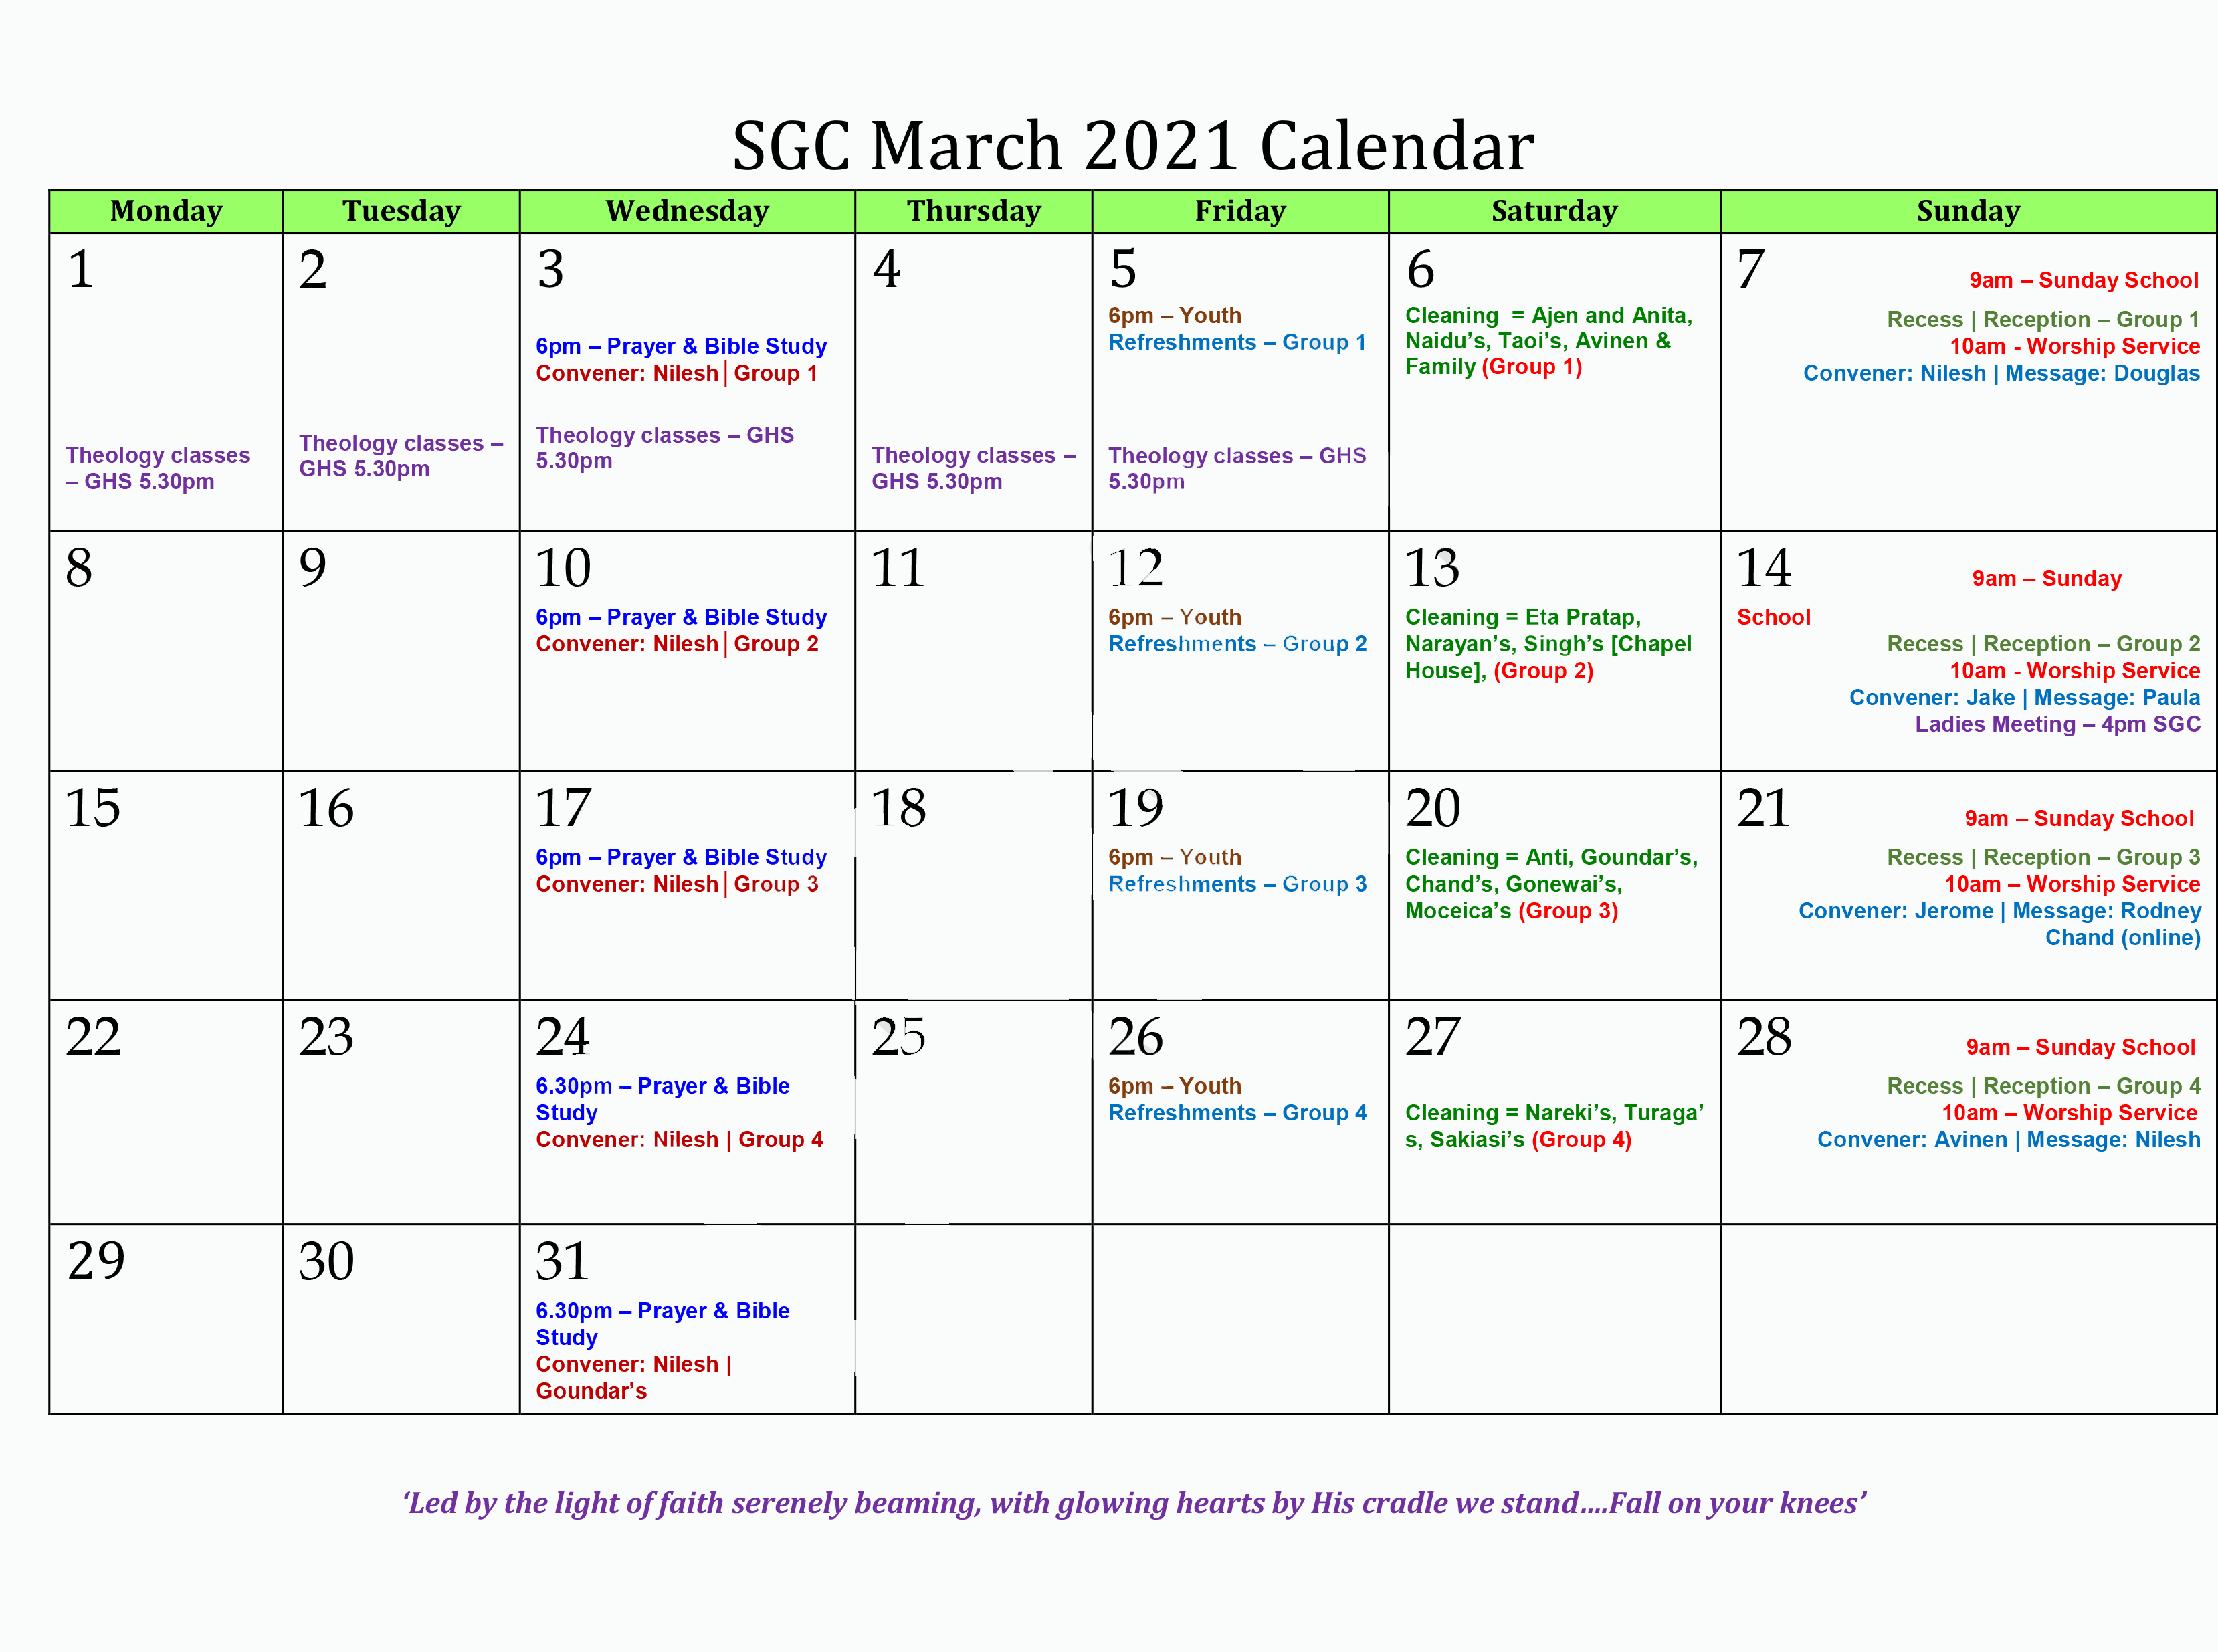 SGC March 2021 Calendar
Monday Tuesday Wednesday Thursday Friday Saturday Sunday
1
Theology classes
– GHS 5.30pm
2
Theology classes –
GHS 5.30pm
3
6pm – Prayer & Bible Study
Convener: Nilesh│Group 1
Theology classes – GHS
5.30pm
4
Theology classes –
GHS 5.30pm
5
6pm – Youth
Refreshments – Group 1
Theology classes – GHS
5.30pm
6
Cleaning  = Ajen and Anita,
Naidu’s, Taoi’s, Avinen &
Family (Group 1)
7 9am – Sunday School
Recess | Reception – Group 1
10am - Worship Service
Convener: Nilesh | Message: Douglas
8
9
10
6pm – Prayer & Bible Study
Convener: Nilesh│Group 2
11
12
6pm – Youth
Refreshments – Group 2
13
Cleaning = Eta Pratap,
Narayan’s, Singh’s [Chapel
House], (Group 2)
14 9am – Sunday
School
Recess | Reception – Group 2
10am - Worship Service
Convener: Jake | Message: Paula
Ladies Meeting – 4pm SGC
15
16
17
6pm – Prayer & Bible Study
Convener: Nilesh│Group 3
18
19
6pm – Youth
Refreshments – Group 3
20
Cleaning = Anti, Goundar’s,
Chand’s, Gonewai’s,
Moceica’s (Group 3)
21 9am – Sunday School
Recess | Reception – Group 3
10am – Worship Service
Convener: Jerome | Message: Rodney
Chand (online)
22
23
24
6.30pm – Prayer & Bible
Study
Convener: Nilesh | Group 4
25
26
6pm – Youth
Refreshments – Group 4
27
Cleaning = Nareki’s, Turaga’
s, Sakiasi’s (Group 4)
28 9am – Sunday School
Recess | Reception – Group 4
10am – Worship Service
Convener: Avinen | Message: Nilesh
29
30
31
6.30pm – Prayer & Bible
Study
Convener: Nilesh |
Goundar’s
‘Led by the light of faith serenely beaming, with glowing hearts by His cradle we stand….Fall on your knees’